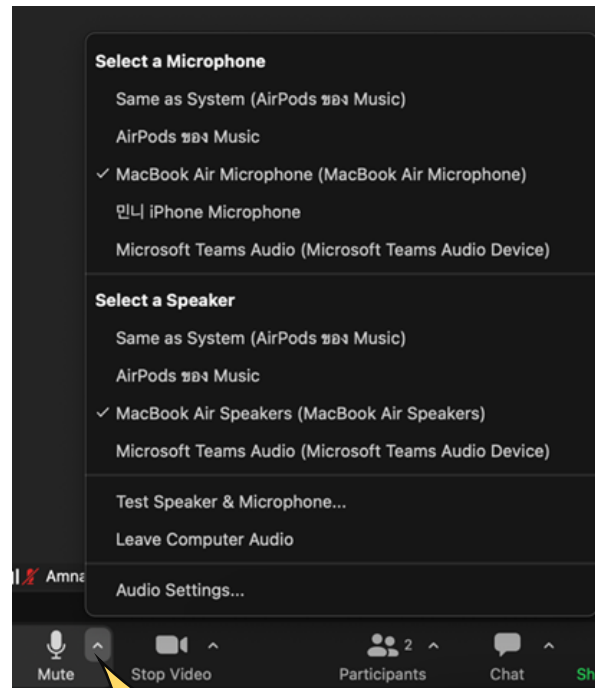 Select a Microphone
Same as System (AirPods ของ Music)
AirPods ของ Music
✓ MacBook Air Microphone (MacBook Air Microphone)
민니 iPhone Microphone
Microsoft Teams Audio (Microsoft Teams Audio Device)
Select a Speaker
Same as System (AirPods ของ Music)
AirPods ของ Music
✓ MacBook Air Speakers (MacBook Air Speakers)
Microsoft Teams Audio (Microsoft Teams Audio Device)
Test Speaker & Microphone...
Leave Computer Audio
Amna
Audio Settings...
2
Mute Stop Video Participants Chat Sh